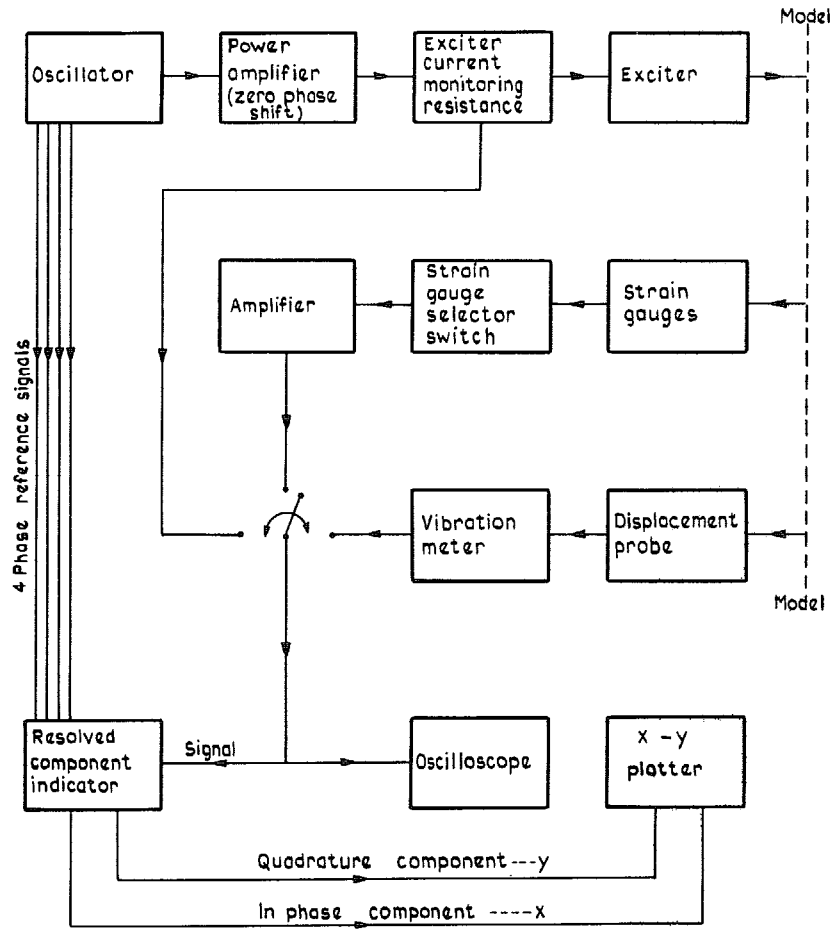 Model
Oscillator
Power
amplifier
(zero phase
shift)
Exciter
current
monitoring
resistance
Exciter
Amplifier
Strain
gauge
selector
switch
Strain
gauges
4 Phase reference signals
Vibration
meter
Displacement
probe
Model
Resolved
component
indicator
Signal
Oscilloscope
x - y
plotter
Quadrature component---y
In phase component ----x